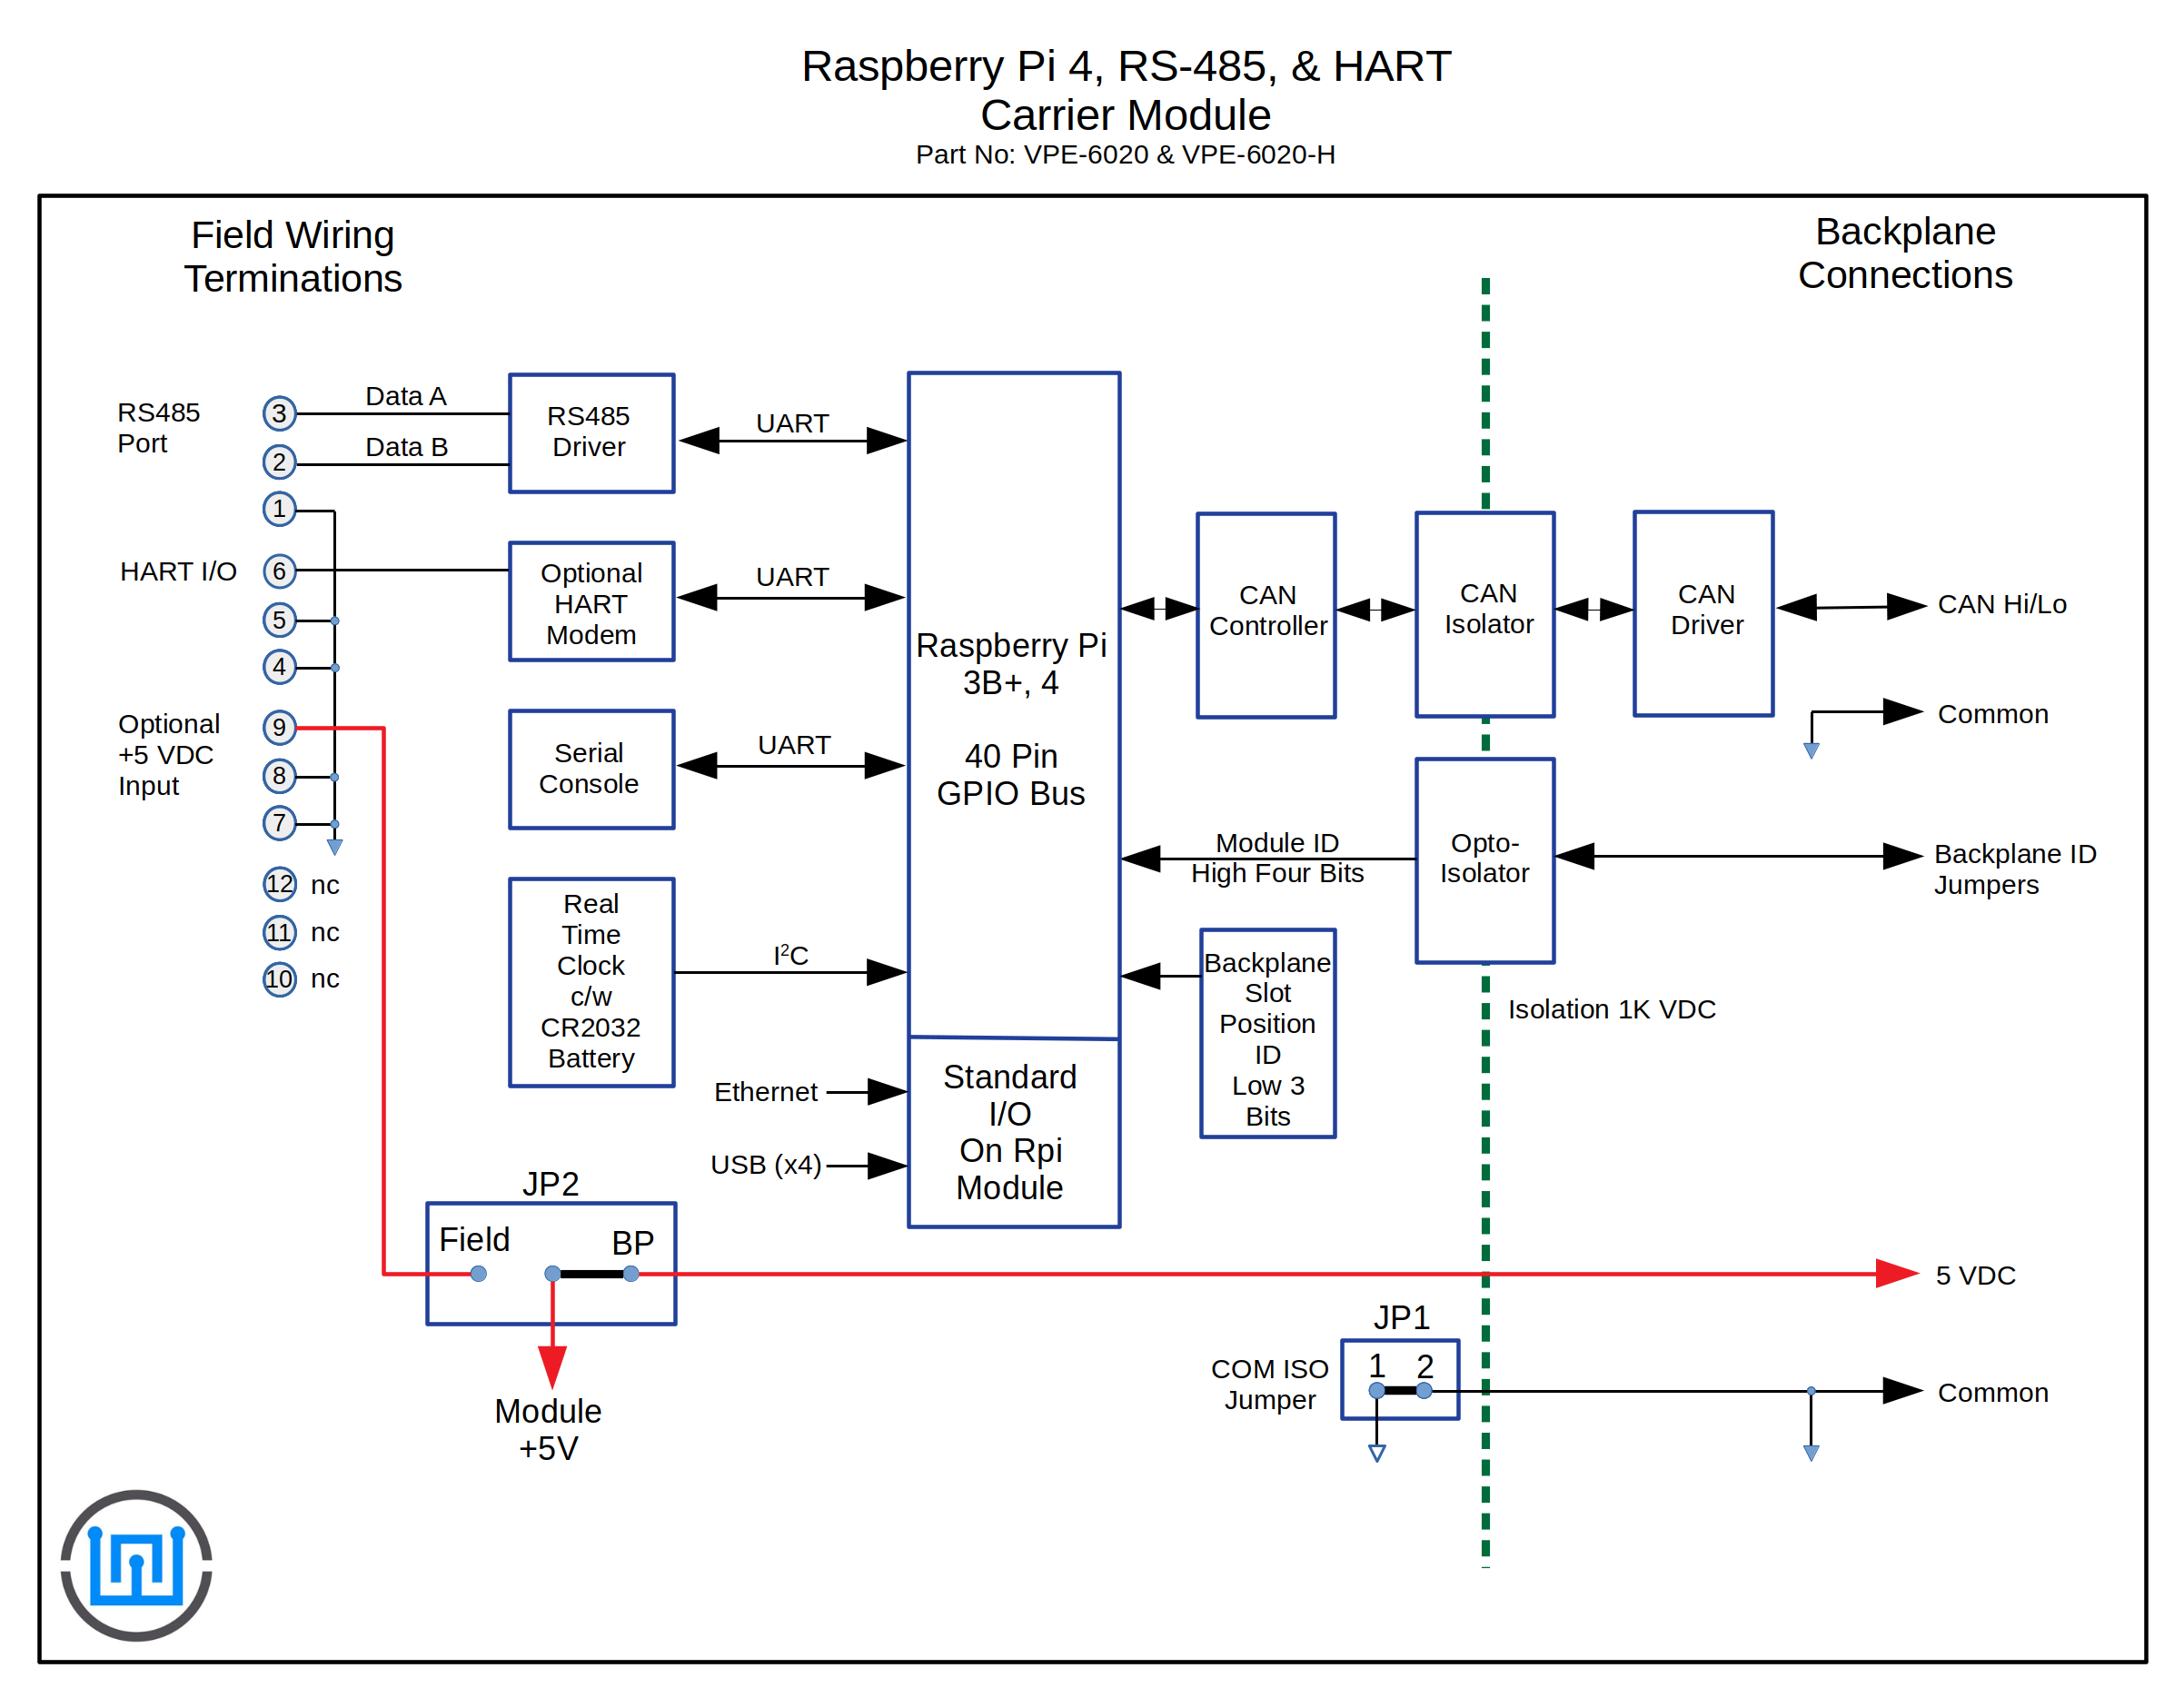 Raspberry Pi 4, RS-485, & HART
Carrier Module
Part No: VPE-6020 & VPE-6020-H
Field Wiring
Terminations
Backplane
Connections
RS485
Port
3
Data A
2
Data B
1
RS485
Driver
UART
HART I/O
6
5
4
Optional
HART
Modem
UART
Optional
+5 VDC
Input
9
8
7
Serial
Console
UART
12 nc
11 nc
10 nc
Real
Time
Clock
c/w
CR2032
Battery
I²C
Ethernet
USB (x4)
Raspberry Pi
3B+, 4
40 Pin
GPIO Bus
Standard
I/O
On Rpi
Module
CAN
Controller
CAN
Isolator
CAN
Driver
CAN Hi/Lo
Common
Module ID
High Four Bits
Opto-
Isolator
Backplane ID
Jumpers
Backplane
Slot
Position
ID
Low 3
Bits
Isolation 1K VDC
JP2
Field
BP
5 VDC
Module
+5V
JP1
COM ISO
Jumper
1 2
Common